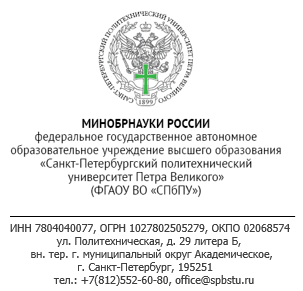 САНКТ-ПЕТЕРБУРГСКИЙ ПОЛИТЕХНИЧЕСКИЙ УНИВЕРСИТЕТ ПЕТРА ВЕЛИКОГО
1899
МИНОБРНАУКИ РОССИИ
федеральное государственное автономное
образовательное учреждение высшего образования
«Санкт-Петербургский политехнический
университет Петра Великого»
(ФГАОУ ВО «СПбПУ»)
ИНН 7804040077, ОГРН 1027802505279, ОКПО 02068574
ул. Политехническая, д. 29 литера Б,
вн. тер. г. муниципальный округ Академическое,
г. Санкт-Петербург, 195251
тел.: +7(812)552-60-80, office@spbstu.ru